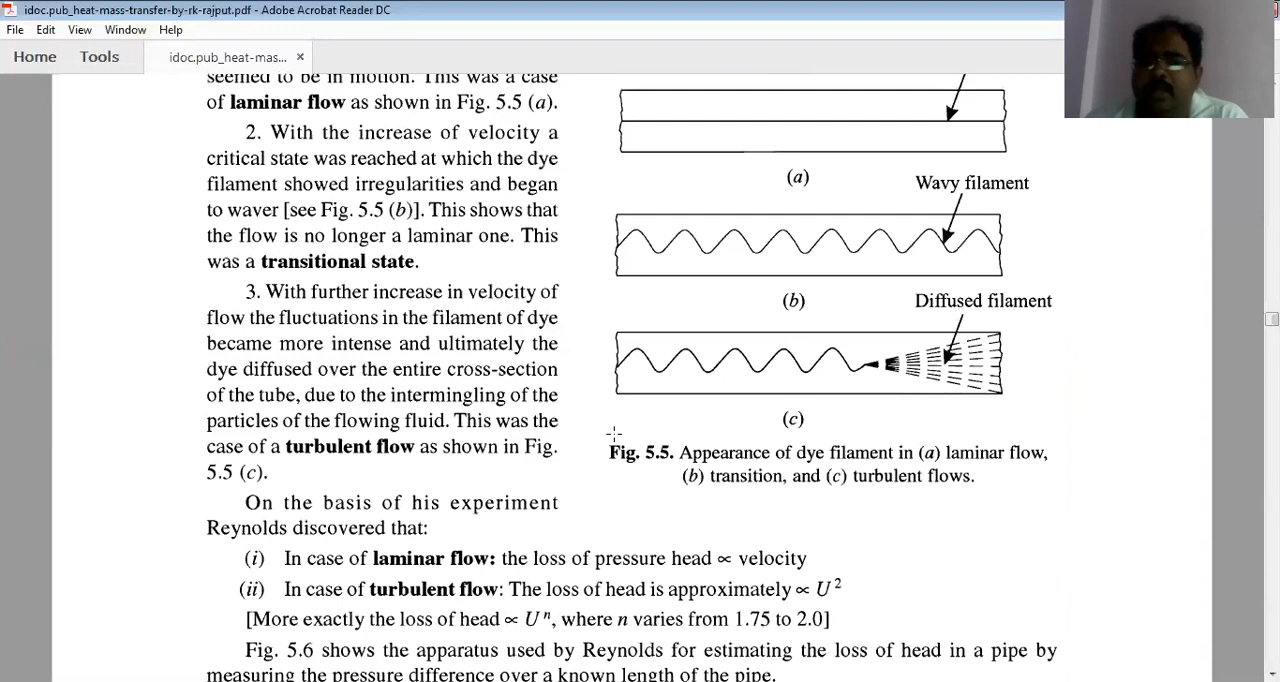 idoc.pub_heat-mass-transfer-by-rk-rajput.pdf - Adobe Acrobat Reader DC
File Edit View Window Help
Home Tools idoc.pub_heat-mas... ×
seemed to be in motion. This was a case
of laminar flow as shown in Fig. 5.5 (a).
2. With the increase of velocity a
critical state was reached at which the dye
filament showed irregularities and began
to waver [see Fig. 5.5 (b)]. This shows that
the flow is no longer a laminar one. This
was a transitional state.
3. With further increase in velocity of
flow the fluctuations in the filament of dye
became more intense and ultimately the
dye diffused over the entire cross-section
of the tube, due to the intermingling of the
particles of the flowing fluid. This was the
case of a turbulent flow as shown in Fig.
5.5 (c).
On the basis of his experiment
Reynolds discovered that:
(a)
Wavy filament
(b)
Diffused filament
(c)
Fig. 5.5. Appearance of dye filament in (a) laminar flow,
(b) transition, and (c) turbulent flows.
(i) In case of laminar flow: the loss of pressure head ∝ velocity
(ii) In case of turbulent flow: The loss of head is approximately ∝ U²
[More exactly the loss of head ∝ Uⁿ, where n varies from 1.75 to 2.0]
Fig. 5.6 shows the apparatus used by Reynolds for estimating the loss of head in a pipe by
measuring the pressure difference over a known length of the pipe.